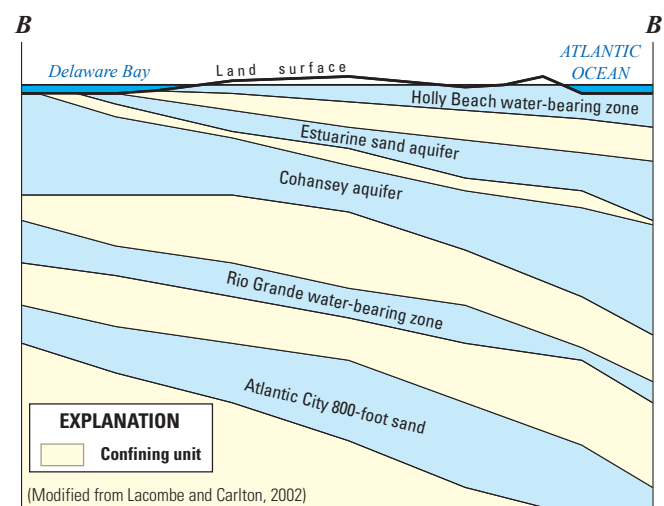 B
B
Delaware Bay
Land surface
ATLANTIC
OCEAN
Holly Beach water-bearing zone
Estuarine sand aquifer
Cohansey aquifer
Rio Grande water-bearing zone
Atlantic City 800-foot sand
EXPLANATION
Confining unit
(Modified from Lacombe and Carlton, 2002)